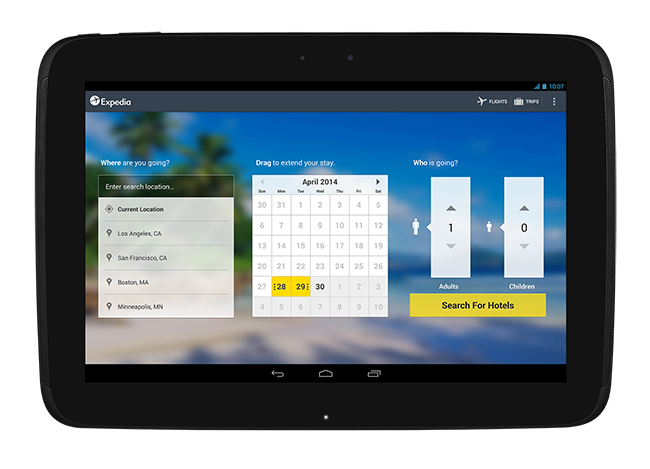 10:07
Expedia
FLIGHTS
TRIPS
Where are you going?
Enter search location...
Current Location
Los Angeles, CA
San Francisco, CA
Boston, MA
Minneapolis, MN
Drag to extend your stay.
April 2014
Sun Mon Tue Wed Thu Fri Sat
30 31 1 2 3 4 5
6 7 8 9 10 11 12
13 14 15 16 17 18 19
20 21 22 23 24 25 26
27 28 29 30 1 2 3
4 5 6 7 8 9 10
Who is going?
1
0
Adults
Children
Search For Hotels